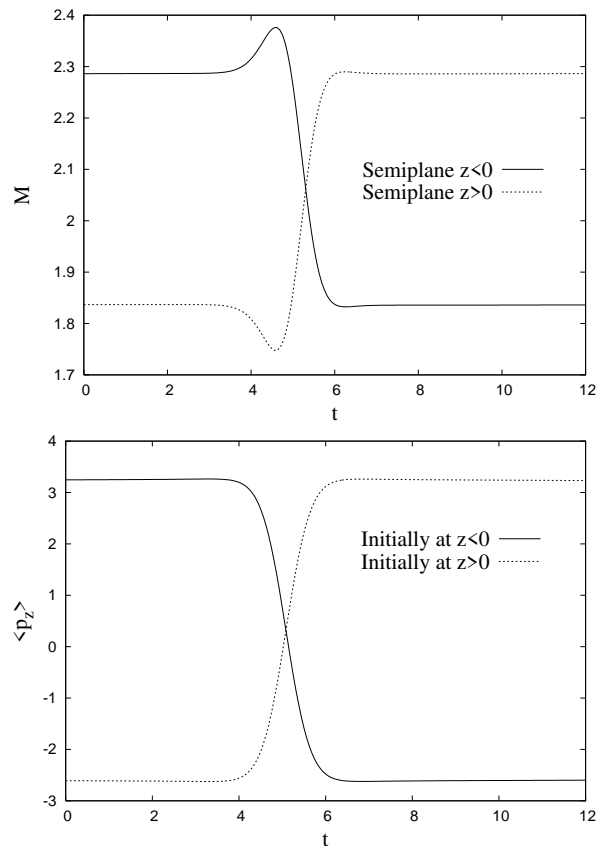 2.4
2.3
2.2
2.1
2
1.9
1.8
1.7
M
Semiplane z<0
Semiplane z>0
0 2 4 6 8 10 12
t
4
3
2
1
0
-1
-2
-3
<p_z>
Initially at z<0
Initially at z>0
0 2 4 6 8 10 12
t